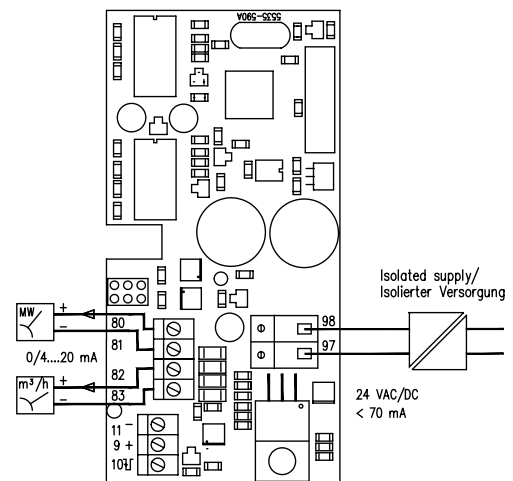 5535-590A
Isolated supply/
Isolierter Versorgung
MW
+
−
80
81
0/4....20 mA
82
83
m³/h
+
−
98
97
24 VAC/DC
< 70 mA
11 −
9 +
10